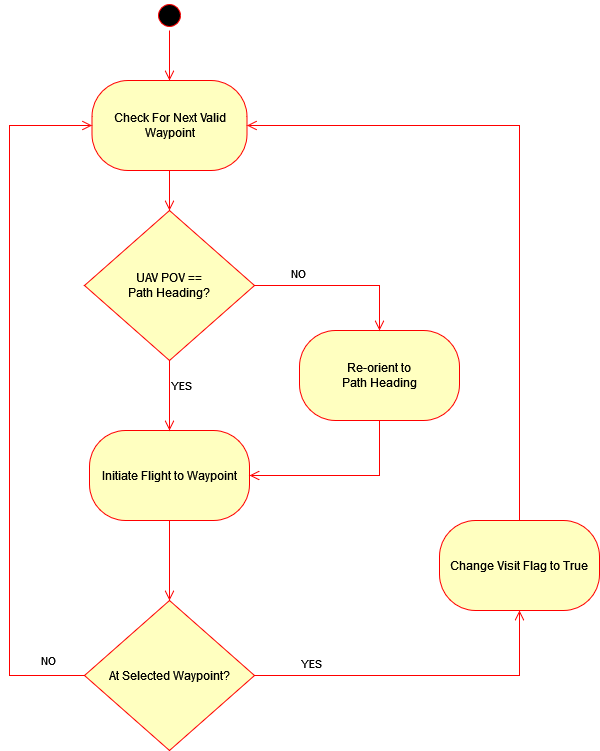 Check For Next Valid
Waypoint
UAV POV ==
Path Heading?
NO
YES
Re-orient to
Path Heading
Initiate Flight to Waypoint
Change Visit Flag to True
NO
At Selected Waypoint?
YES